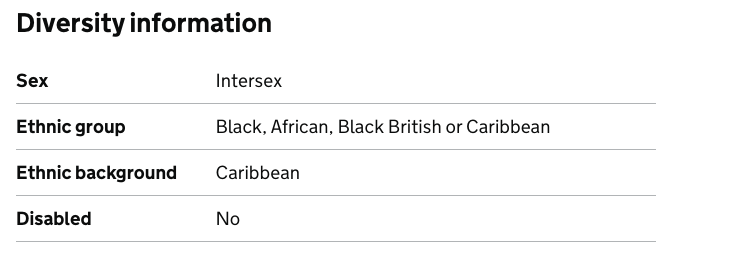 Diversity information
Sex Intersex
Ethnic group Black, African, Black British or Caribbean
Ethnic background Caribbean
Disabled No